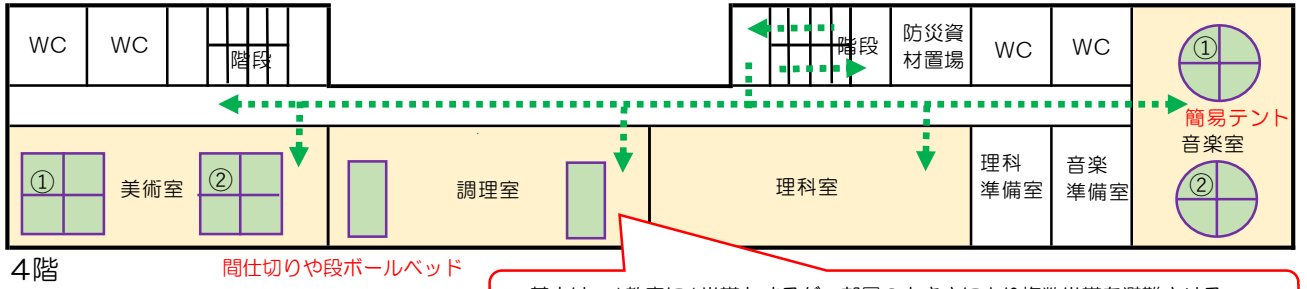 WC
WC
階段
階段
防災資
材置場
WC
WC
①
簡易テント
音楽室
②
①
美術室
②
調理室
理科室
理科
準備室
音楽
準備室
4階
間仕切りや段ボールベッド